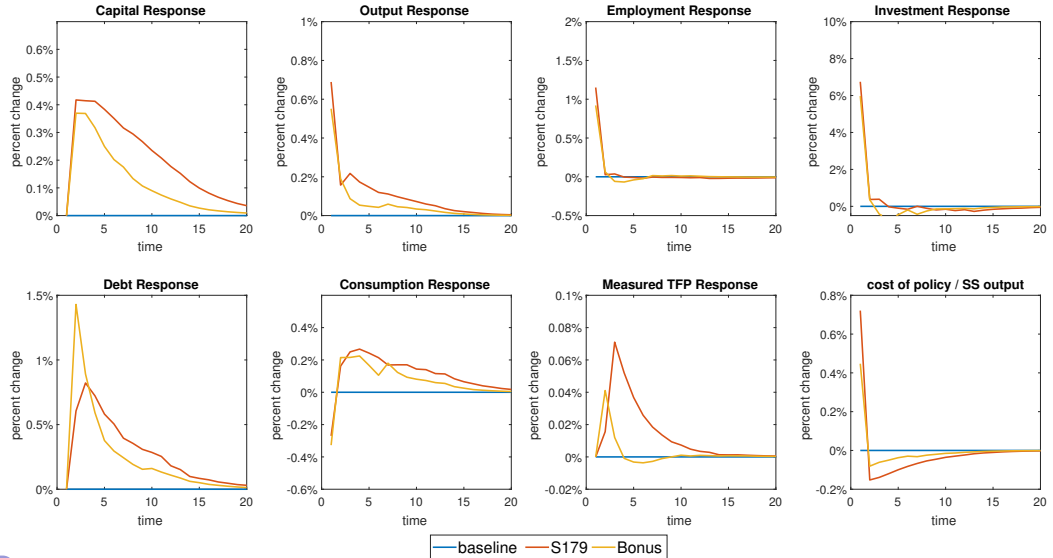 Capital Response
0.6%
0.5%
0.4%
0.3%
0.2%
0.1%
0%
percent change
0 5 10 15 20
time
Output Response
1%
0.8%
0.6%
0.4%
0.2%
0%
percent change
0 5 10 15 20
time
Employment Response
2%
1.5%
1%
0.5%
0%
-0.5%
percent change
0 5 10 15 20
time
Investment Response
10%
8%
6%
4%
2%
0%
percent change
0 5 10 15 20
time
Debt Response
1.5%
1%
0.5%
0%
percent change
0 5 10 15 20
time
Consumption Response
0.4%
0.2%
0%
-0.2%
-0.4%
-0.6%
percent change
0 5 10 15 20
time
Measured TFP Response
0.1%
0.08%
0.06%
0.04%
0.02%
0%
-0.02%
percent change
0 5 10 15 20
time
cost of policy / SS output
0.8%
0.6%
0.4%
0.2%
0%
-0.2%
percent change
0 5 10 15 20
time
baseline S179 Bonus